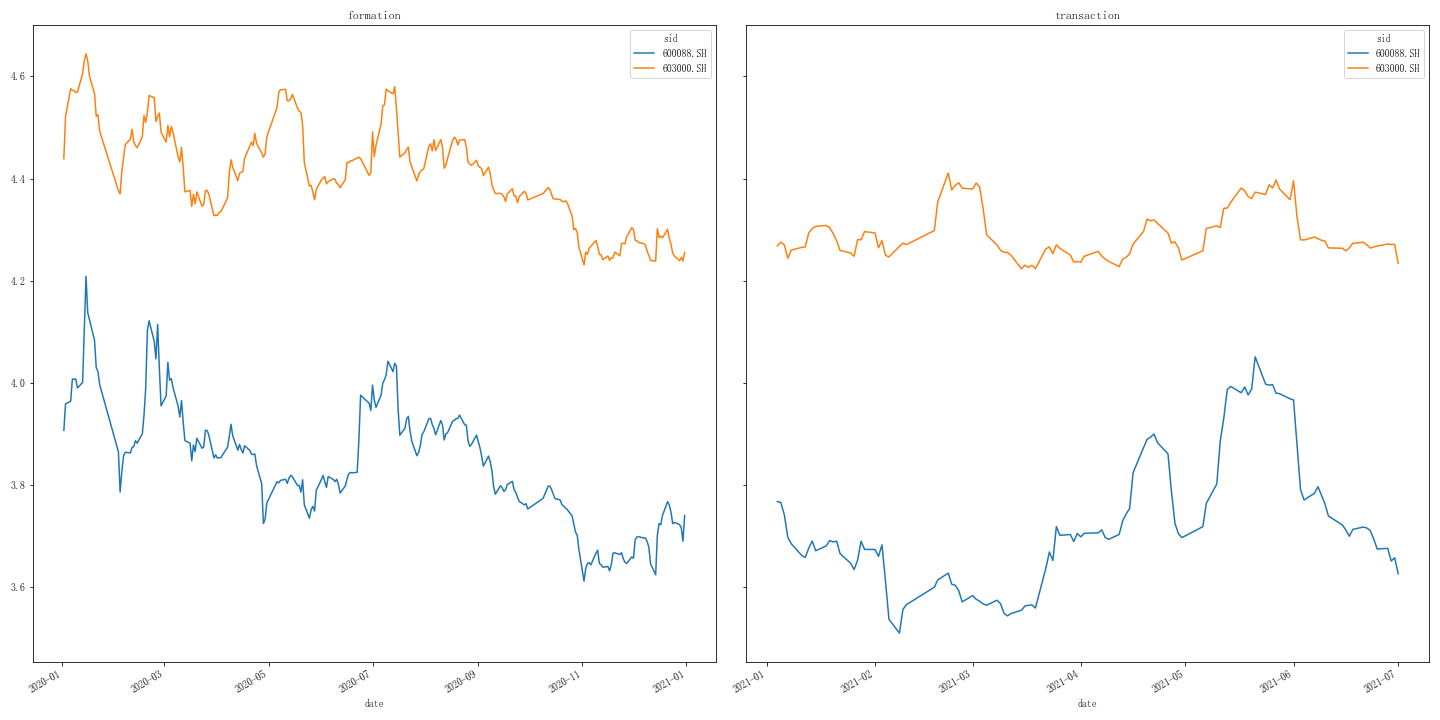 formation
sid
600088.SH
603000.SH
4.6
4.4
4.2
4.0
3.8
3.6
2020-01
2020-03
2020-05
2020-07
2020-09
2020-11
2021-01
date
transaction
sid
600088.SH
603000.SH
2021-01
2021-02
2021-03
2021-04
2021-05
2021-06
2021-07
date